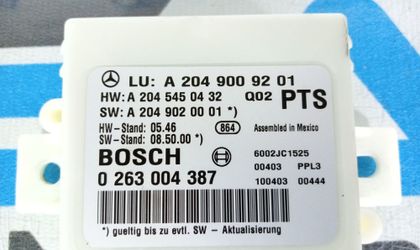 LU: A 204 900 92 01
HW: A 204 545 04 32 Q02 PTS
SW: A 204 902 00 01 *)
HW-Stand: 05.46 864 Assembled in Mexico
SW-Stand: 08.50.00 *)
BOSCH 6002JC1525
00403 PPL3
0 263 004 387 100403 00444
*) gueltig bis zu evtl. SW - Aktualisierung